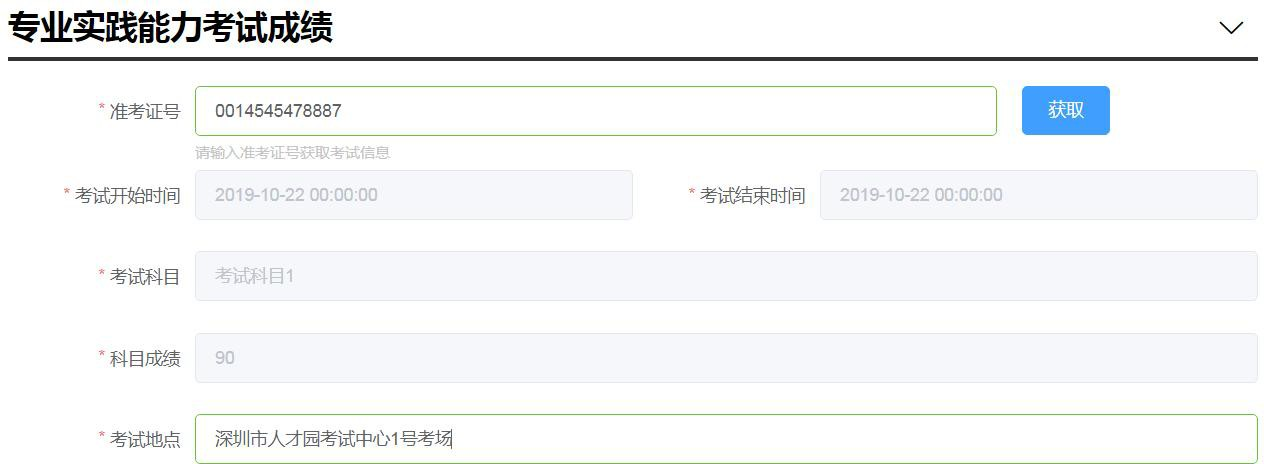 专业实践能力考试成绩
* 准考证号 0014545478887 获取
请输入准考证号获取考试信息
* 考试开始时间 2019-10-22 00:00:00 * 考试结束时间 2019-10-22 00:00:00
* 考试科目 考试科目1
* 科目成绩 90
* 考试地点 深圳市人才园考试中心1号考场